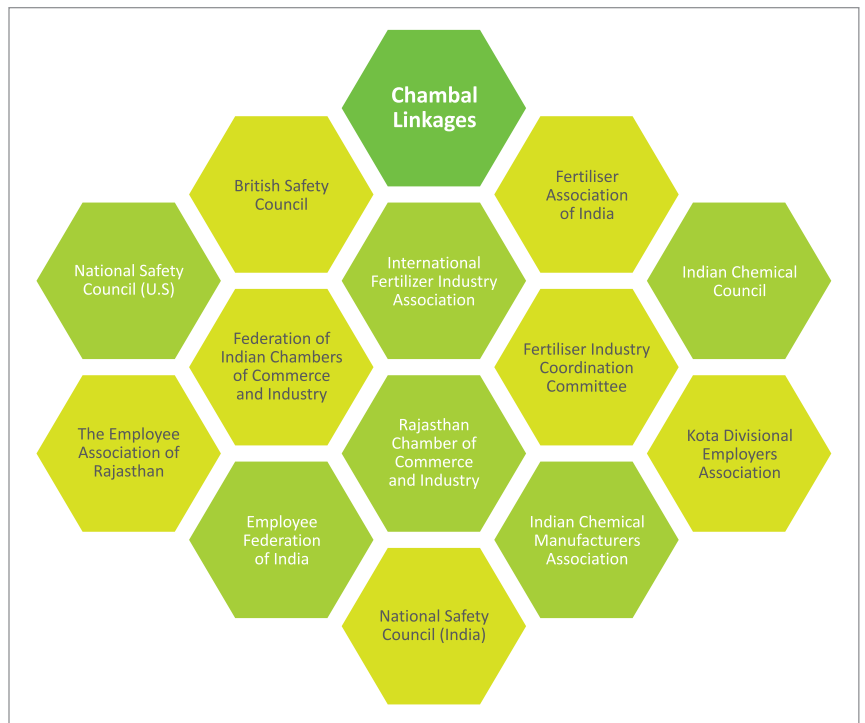 Chambal
Linkages
British Safety
Council
Fertiliser
Association
of India
National Safety
Council (U.S)
International
Fertilizer Industry
Association
Indian Chemical
Council
Federation of
Indian Chambers
of Commerce
and Industry
Fertiliser Industry
Coordination
Committee
The Employee
Association of
Rajasthan
Rajasthan
Chamber of
Commerce
and Industry
Kota Divisional
Employers
Association
Employee
Federation
of India
Indian Chemical
Manufacturers
Association
National Safety
Council (India)